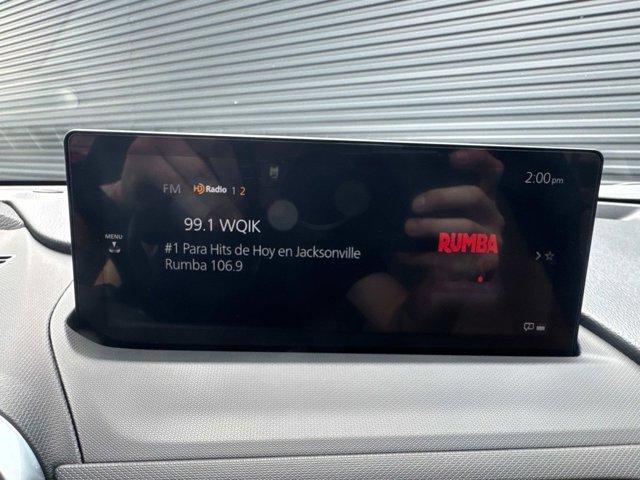 FM HD Radio 1 2
2:00pm
99.1 WQIK
MENU
#1 Para Hits de Hoy en Jacksonville
Rumba 106.9
RUMBA